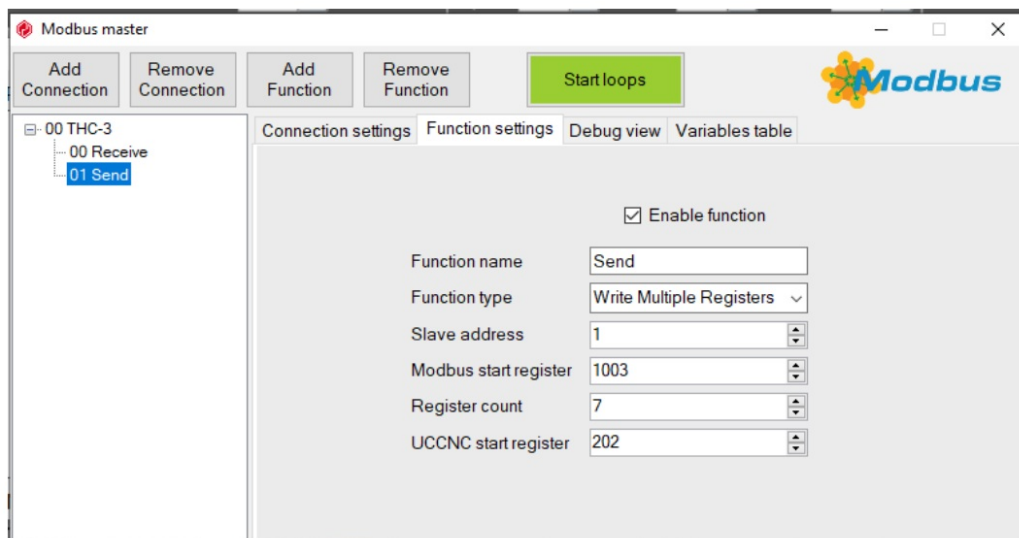 Modbus master
Add Connection
Remove Connection
Add Function
Remove Function
Start loops
Modbus
00 THC-3
00 Receive
01 Send
Connection settings
Function settings
Debug view
Variables table
Enable function
Function name Send
Function type Write Multiple Registers
Slave address 1
Modbus start register 1003
Register count 7
UCCNC start register 202